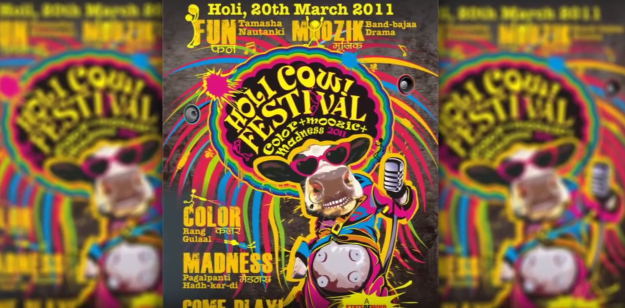 Holi, 20th March 2011
FUN
Tamasha
Nautanki
फन
MOOZIK
Band-bajaa
Drama
मूजिक
HOLI COW!
FESTIVAL
color+moozic+
madness 2011
COLOR
Rang
Gulaal
कलर
MADNESS
Pagalpanti
Hadh-kar-di
मैडनेस
COME, PLAY!
A